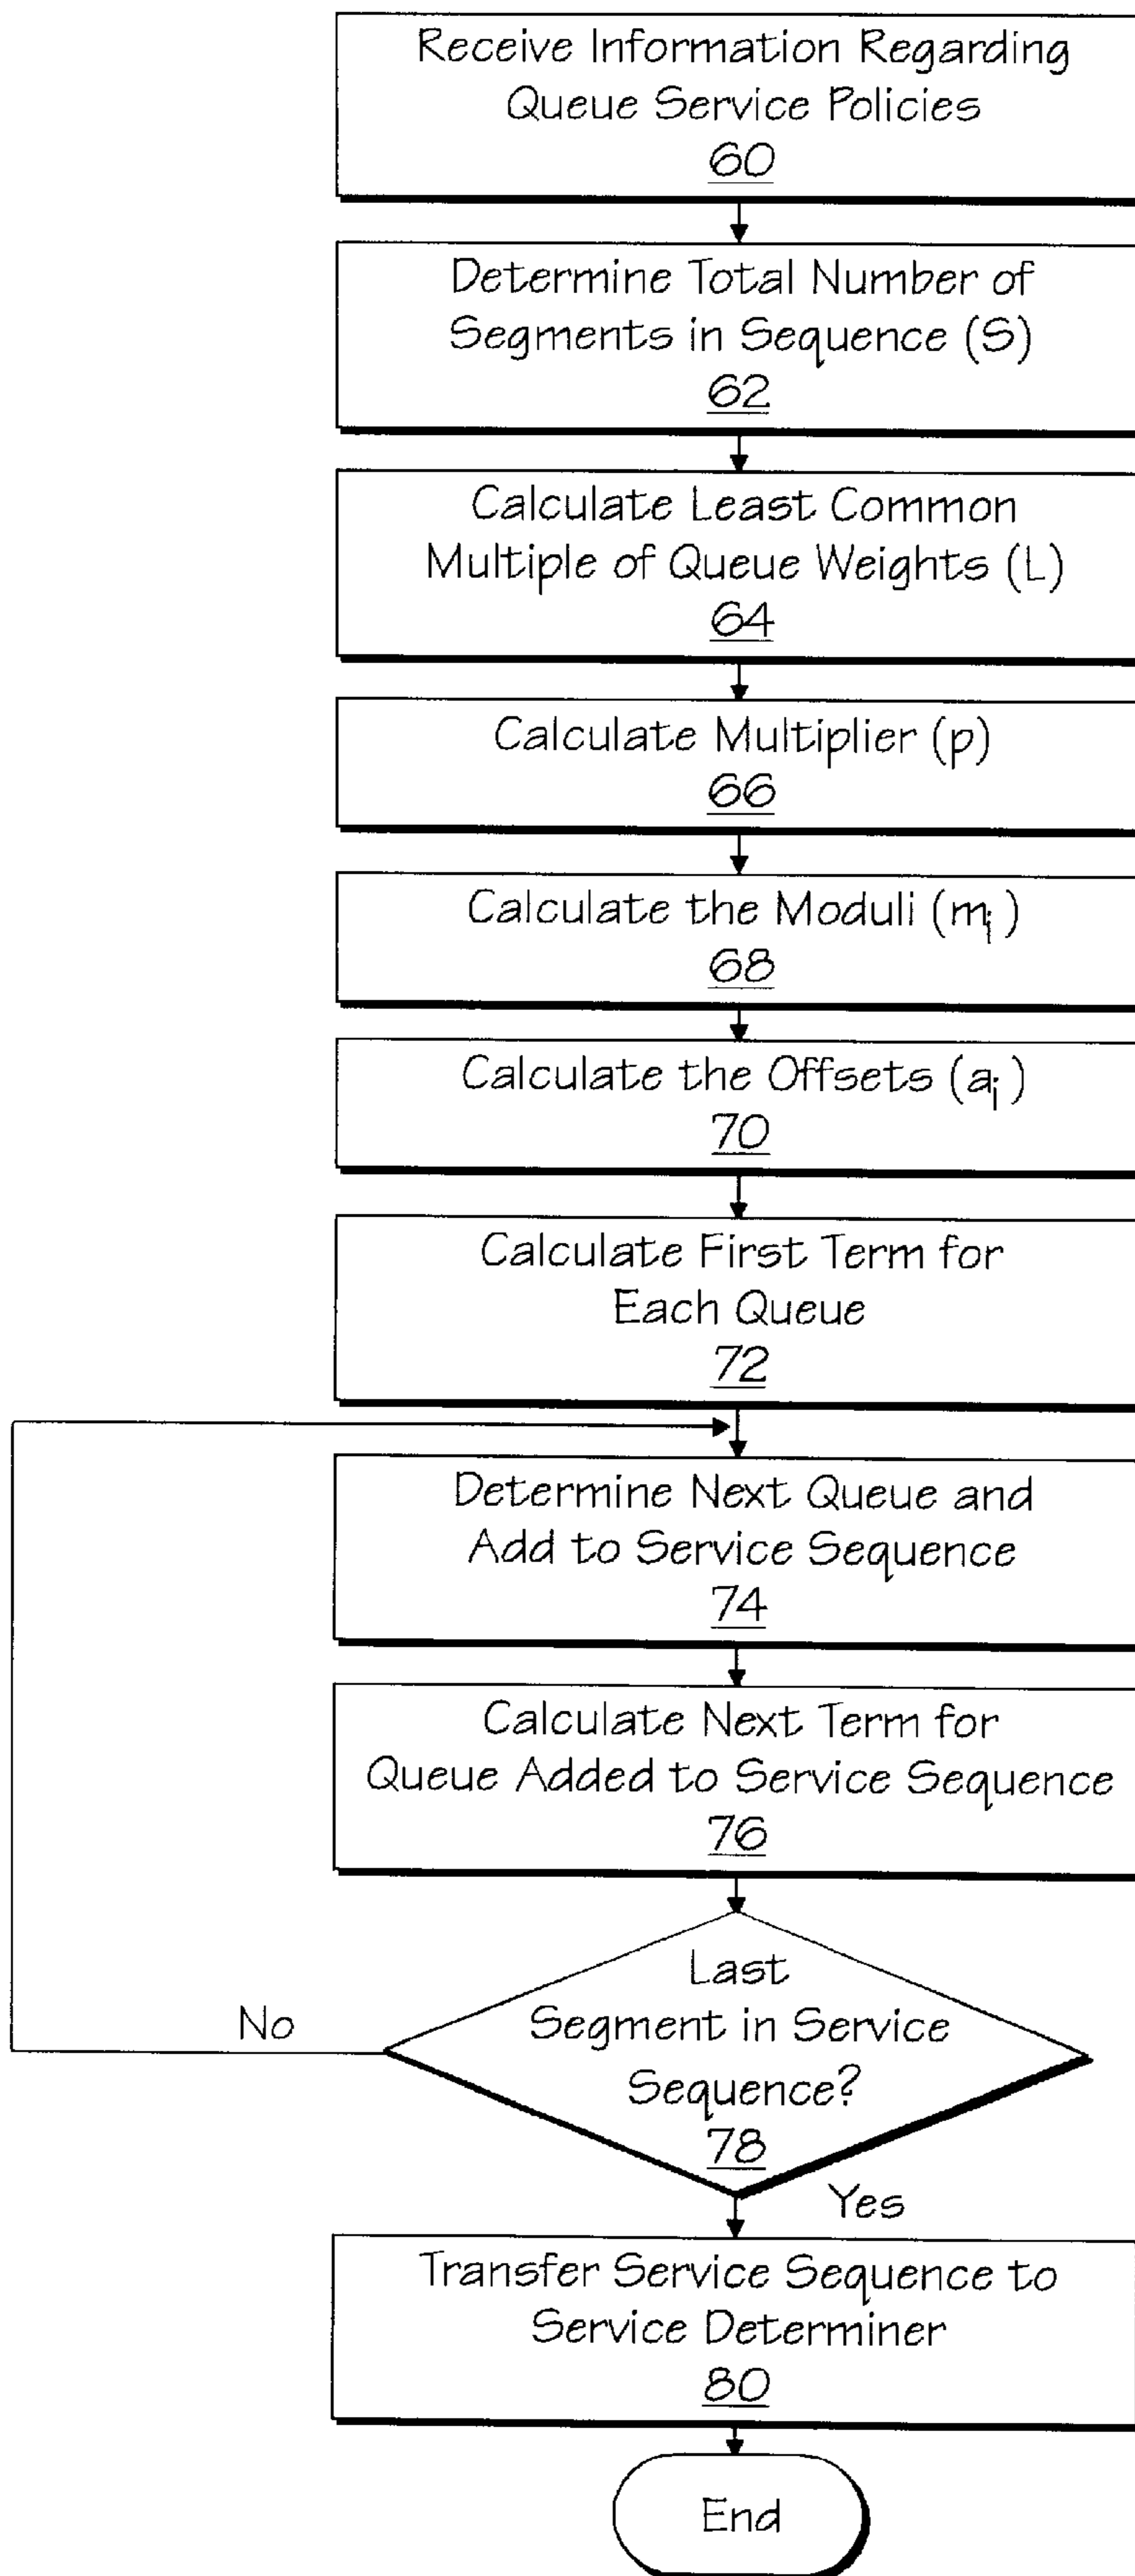 Receive Information Regarding
Queue Service Policies
60
Determine Total Number of
Segments in Sequence (S)
62
Calculate Least Common
Multiple of Queue Weights (L)
64
Calculate Multiplier (p)
66
Calculate the Moduli (mi)
68
Calculate the Offsets (ai)
70
Calculate First Term for
Each Queue
72
Determine Next Queue and
Add to Service Sequence
74
Calculate Next Term for
Queue Added to Service Sequence
76
Last
Segment in Service
Sequence?
78
No
Yes
Transfer Service Sequence to
Service Determiner
80
End